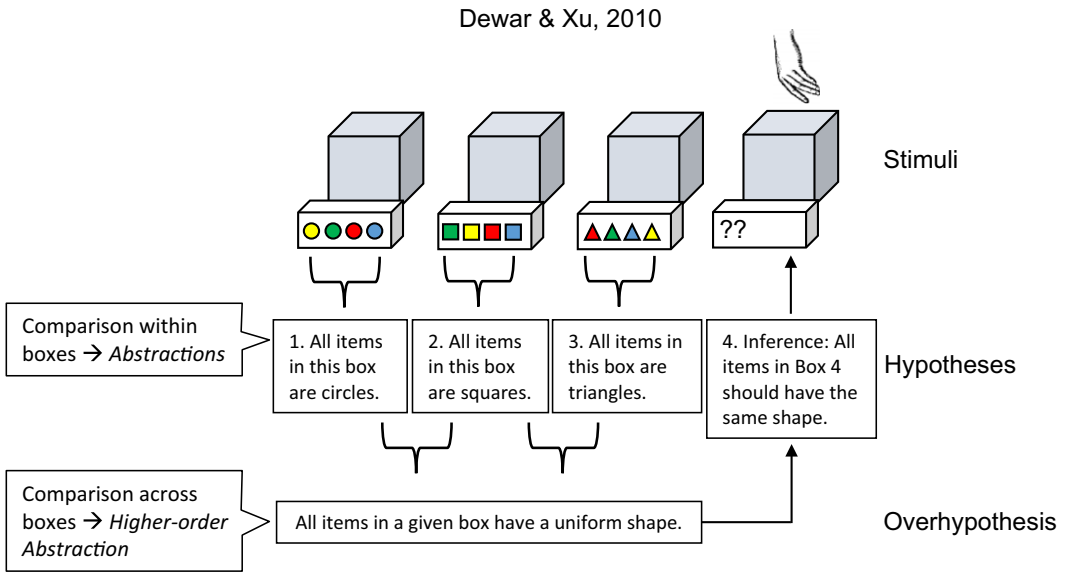 Dewar & Xu, 2010
Stimuli
??
Comparison within
boxes → Abstractions
1. All items
in this box
are circles.
2. All items
in this box
are squares.
3. All items in
this box are
triangles.
4. Inference: All
items in Box 4
should have the
same shape.
Hypotheses
Comparison across
boxes → Higher-order
Abstraction
All items in a given box have a uniform shape.
Overhypothesis